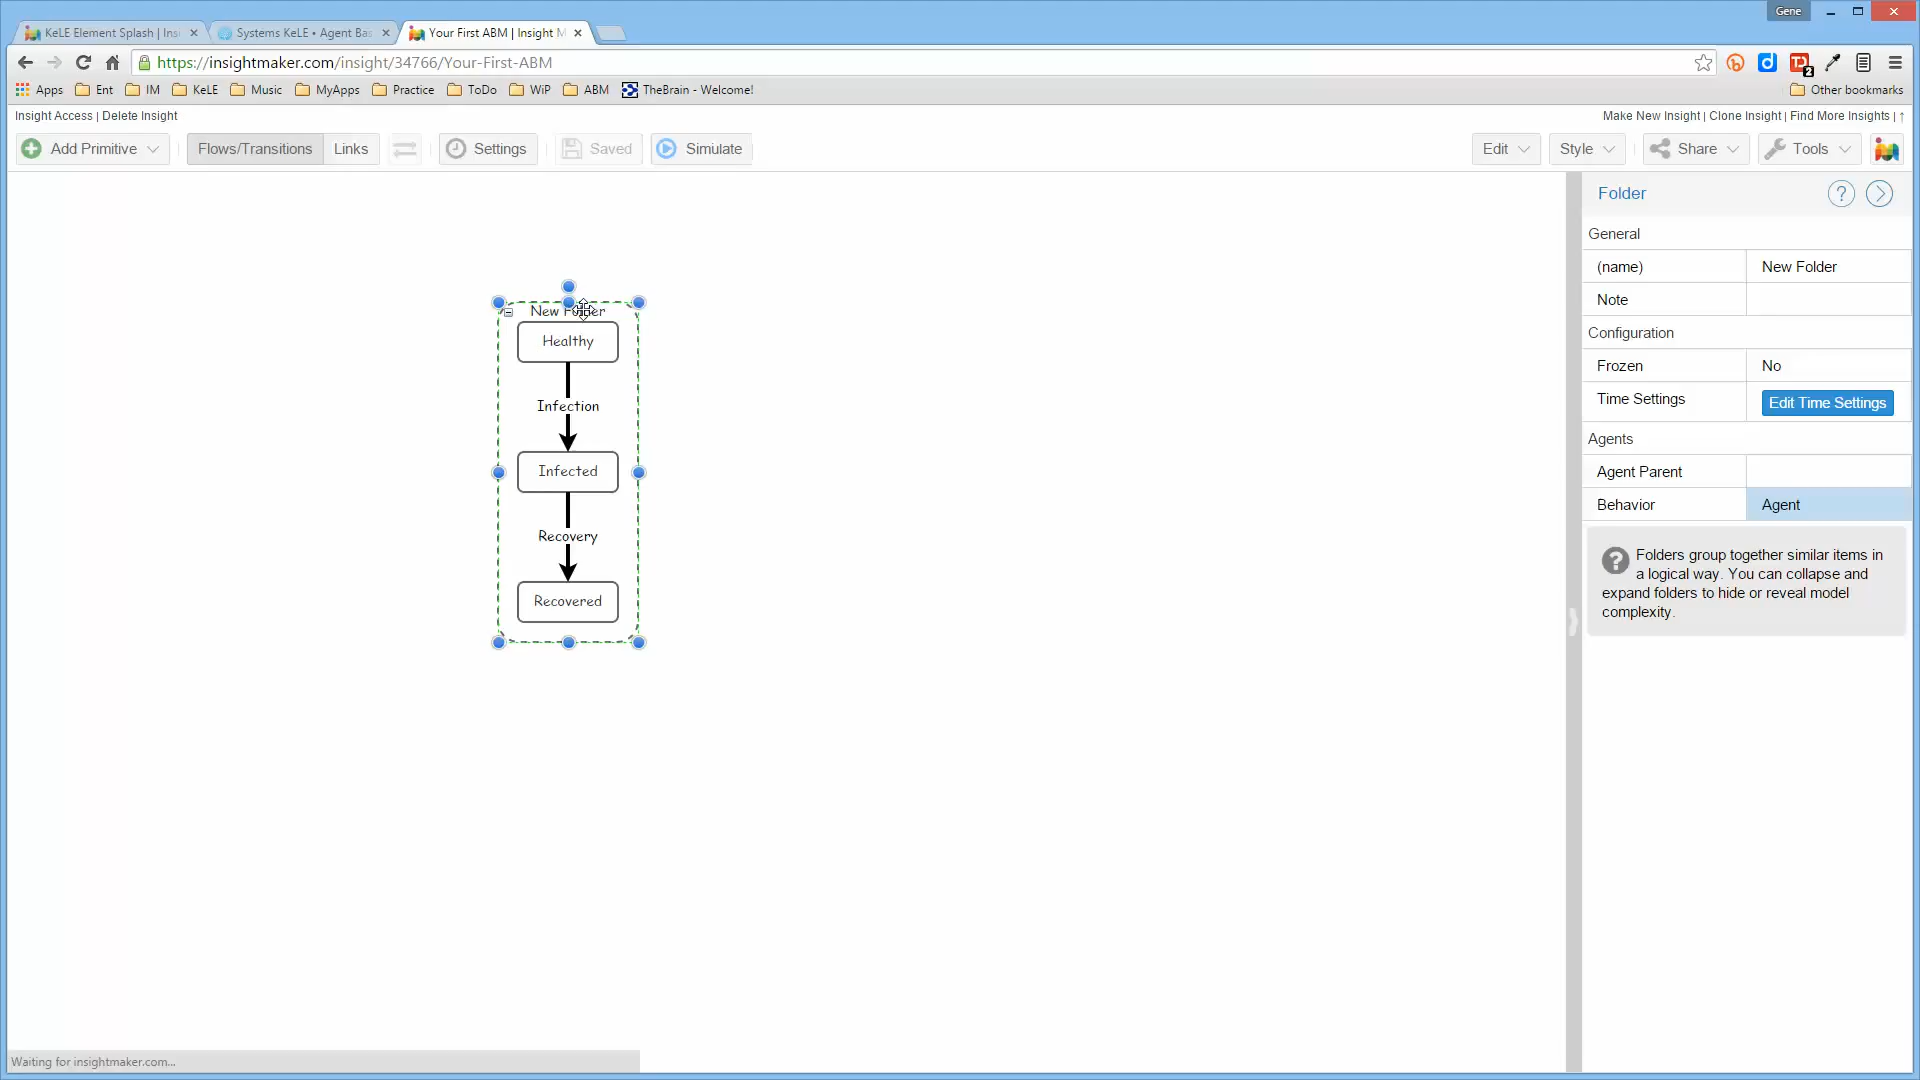 Gene
KeLE Element Splash | Insi
Systems KeLE • Agent Bas
Your First ABM | Insight M
https://insightmaker.com/insight/34766/Your-First-ABM
2
Apps Ent IM KeLE Music MyApps Practice ToDo WiP ABM TheBrain - Welcome! Other bookmarks
Insight Access | Delete Insight
Make New Insight | Clone Insight | Find More Insights | ↑
Add Primitive Flows/Transitions Links Settings Saved Simulate Edit Style Share Tools
Folder ?
General
(name) New Folder
Note
Configuration
Frozen No
Time Settings Edit Time Settings
Agents
Agent Parent
Behavior Agent
? Folders group together similar items in
a logical way. You can collapse and
expand folders to hide or reveal model
complexity.
New Folder
Healthy
Infection
Infected
Recovery
Recovered
Waiting for insightmaker.com...